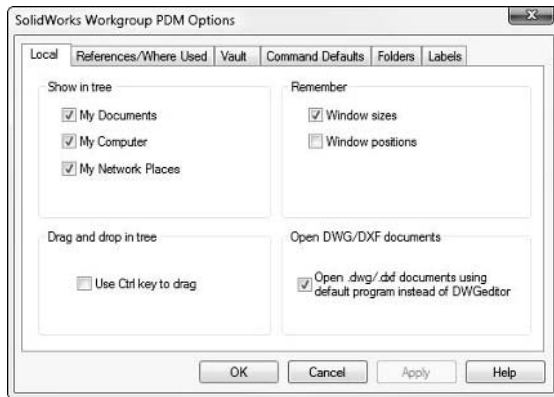 SolidWorks Workgroup PDM Options
Local References/Where Used Vault Command Defaults Folders Labels
Show in tree
My Documents
My Computer
My Network Places
Remember
Window sizes
Window positions
Drag and drop in tree
Use Ctrl key to drag
Open DWG/DXF documents
Open .dwg/.dxf documents using
default program instead of DWGeditor
OK Cancel Apply Help